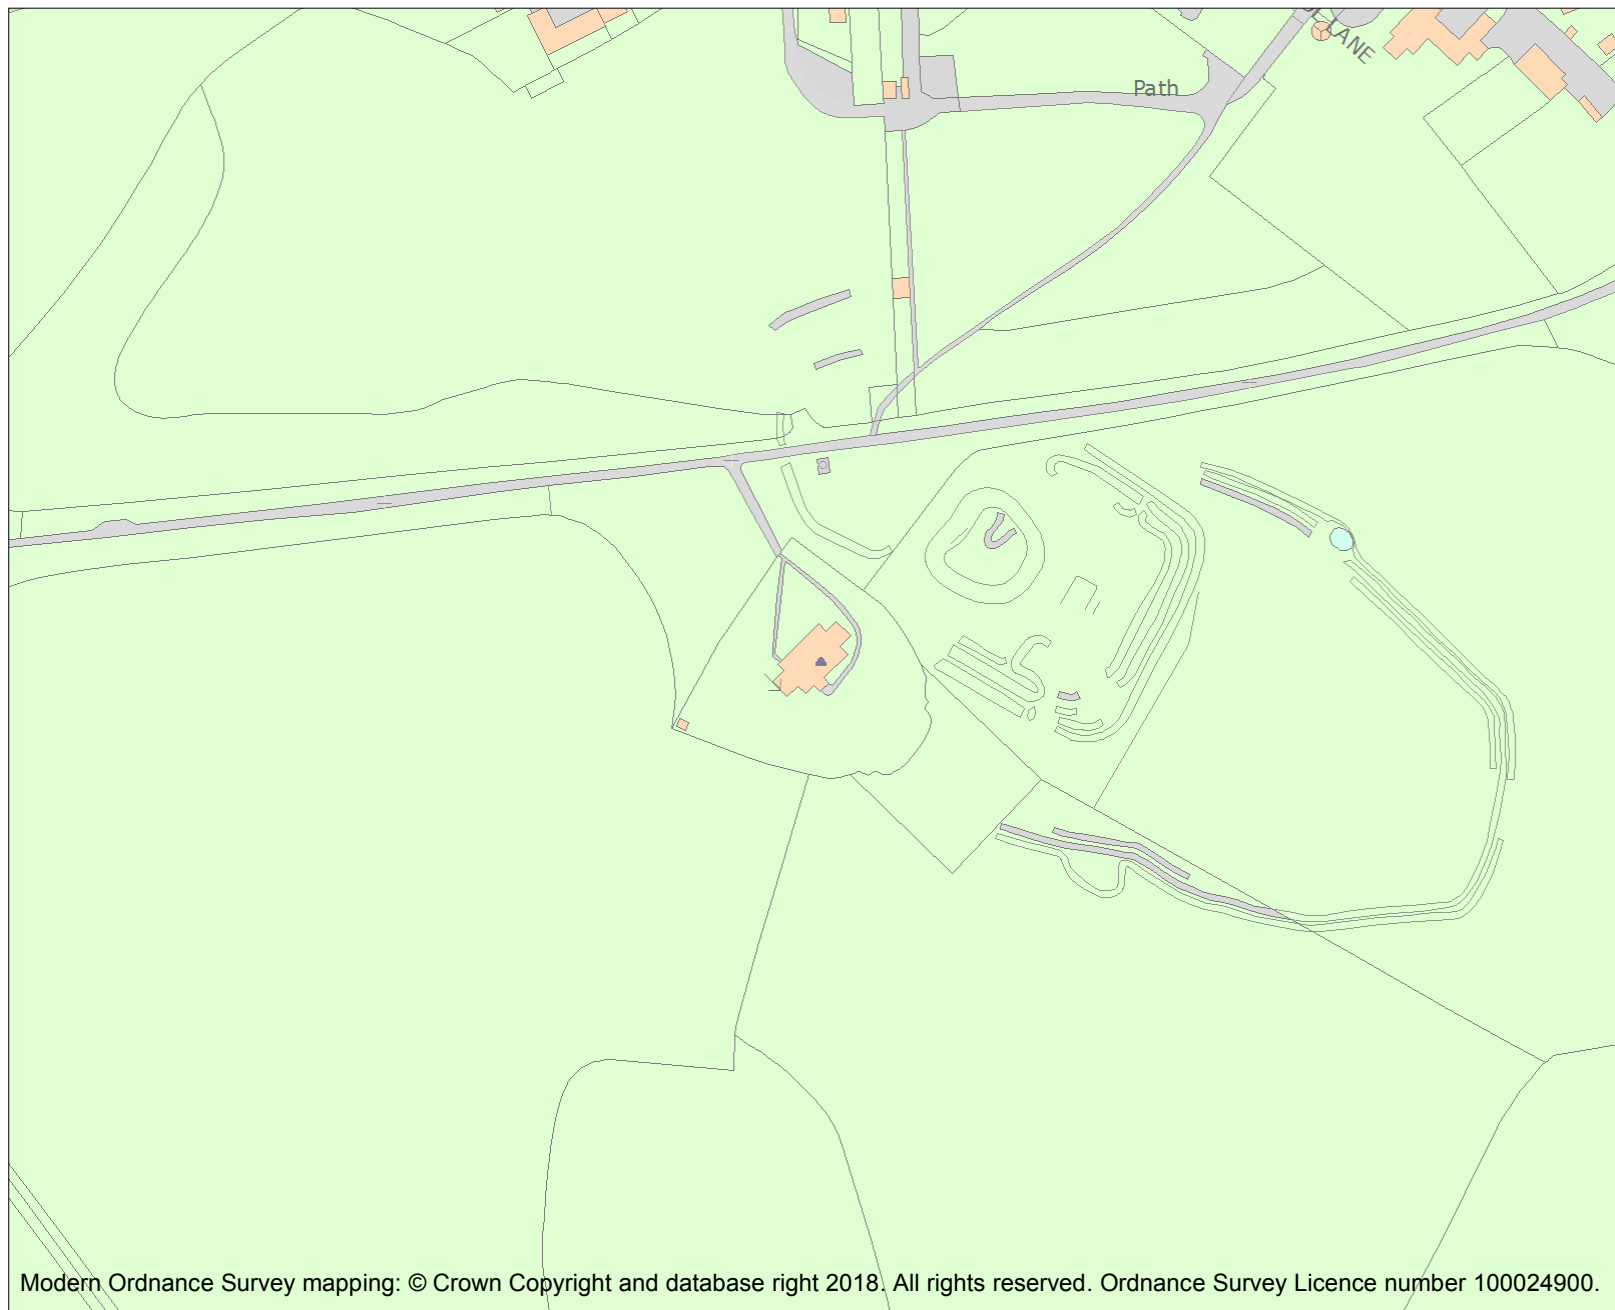 LANE
Path
Modern Ordnance Survey mapping: © Crown Copyright and database right 2018. All rights reserved. Ordnance Survey Licence number 100024900.